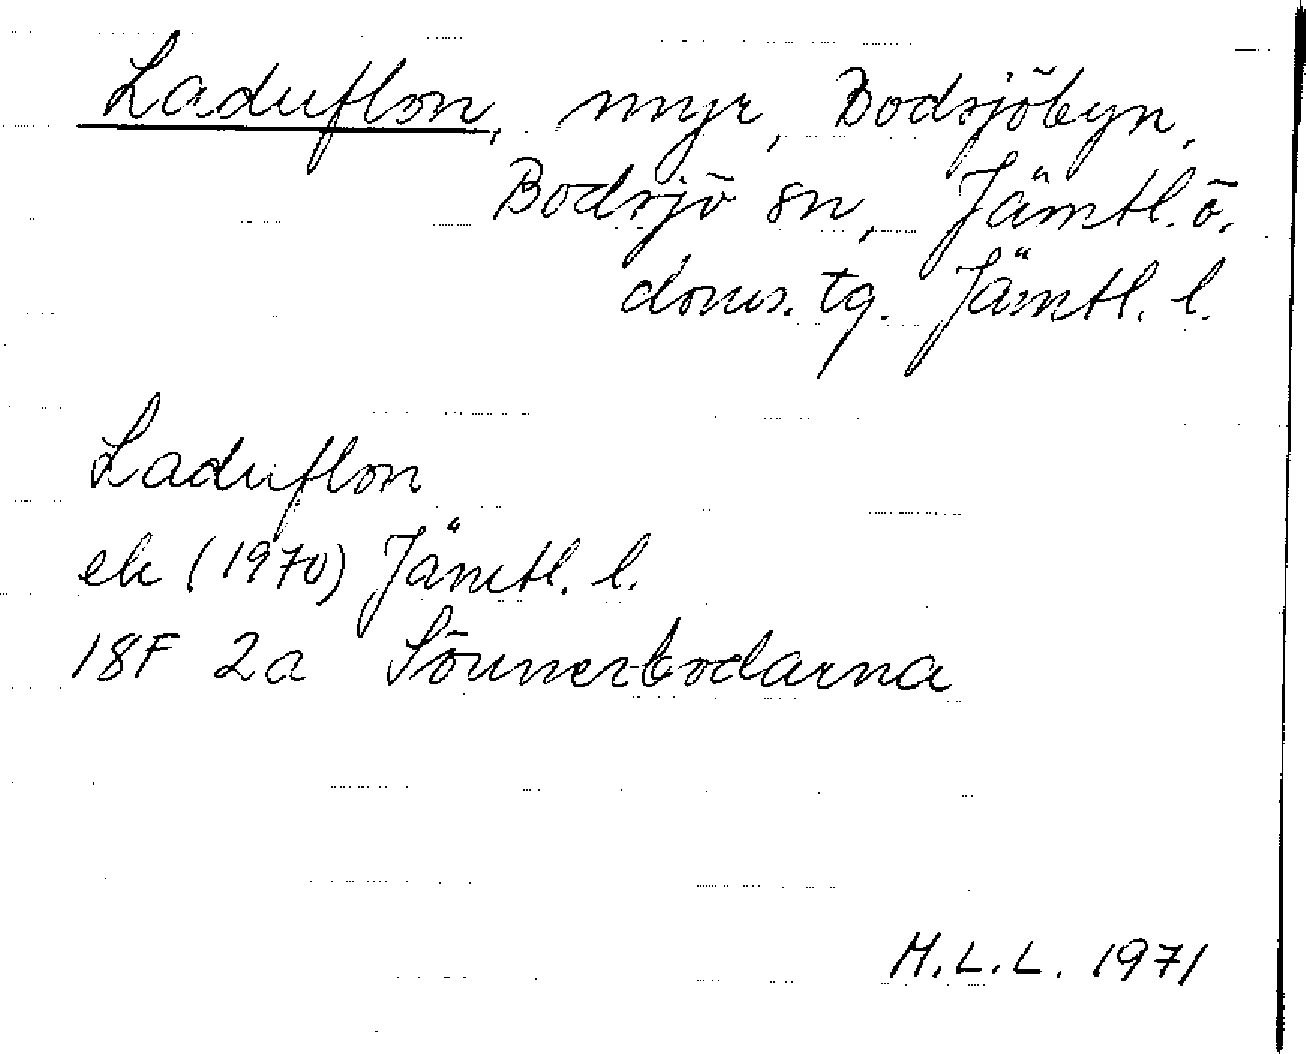 Laduflon, myr, Bodsjöbyn,
Bodsjö sn, Jämtl. ö.
doms. tg. Jämtl. l.
Laduflon
ek (1970) Jämtl. l.
18F 2a Sönnerbodarna
M.L.L. 1971